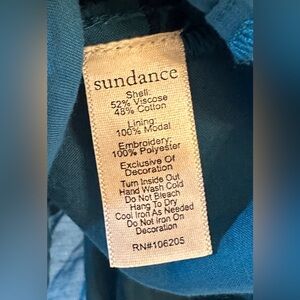 sundance
Shell:
52% Viscose
48% Cotton
Lining:
100% Modal
Embroidery:
100% Polyester
Exclusive Of
Decoration
Turn Inside Out
Hand Wash Cold
Do Not Bleach
Hang To Dry
Cool Iron As Needed
Do Not Iron On
Decoration
RN#106205